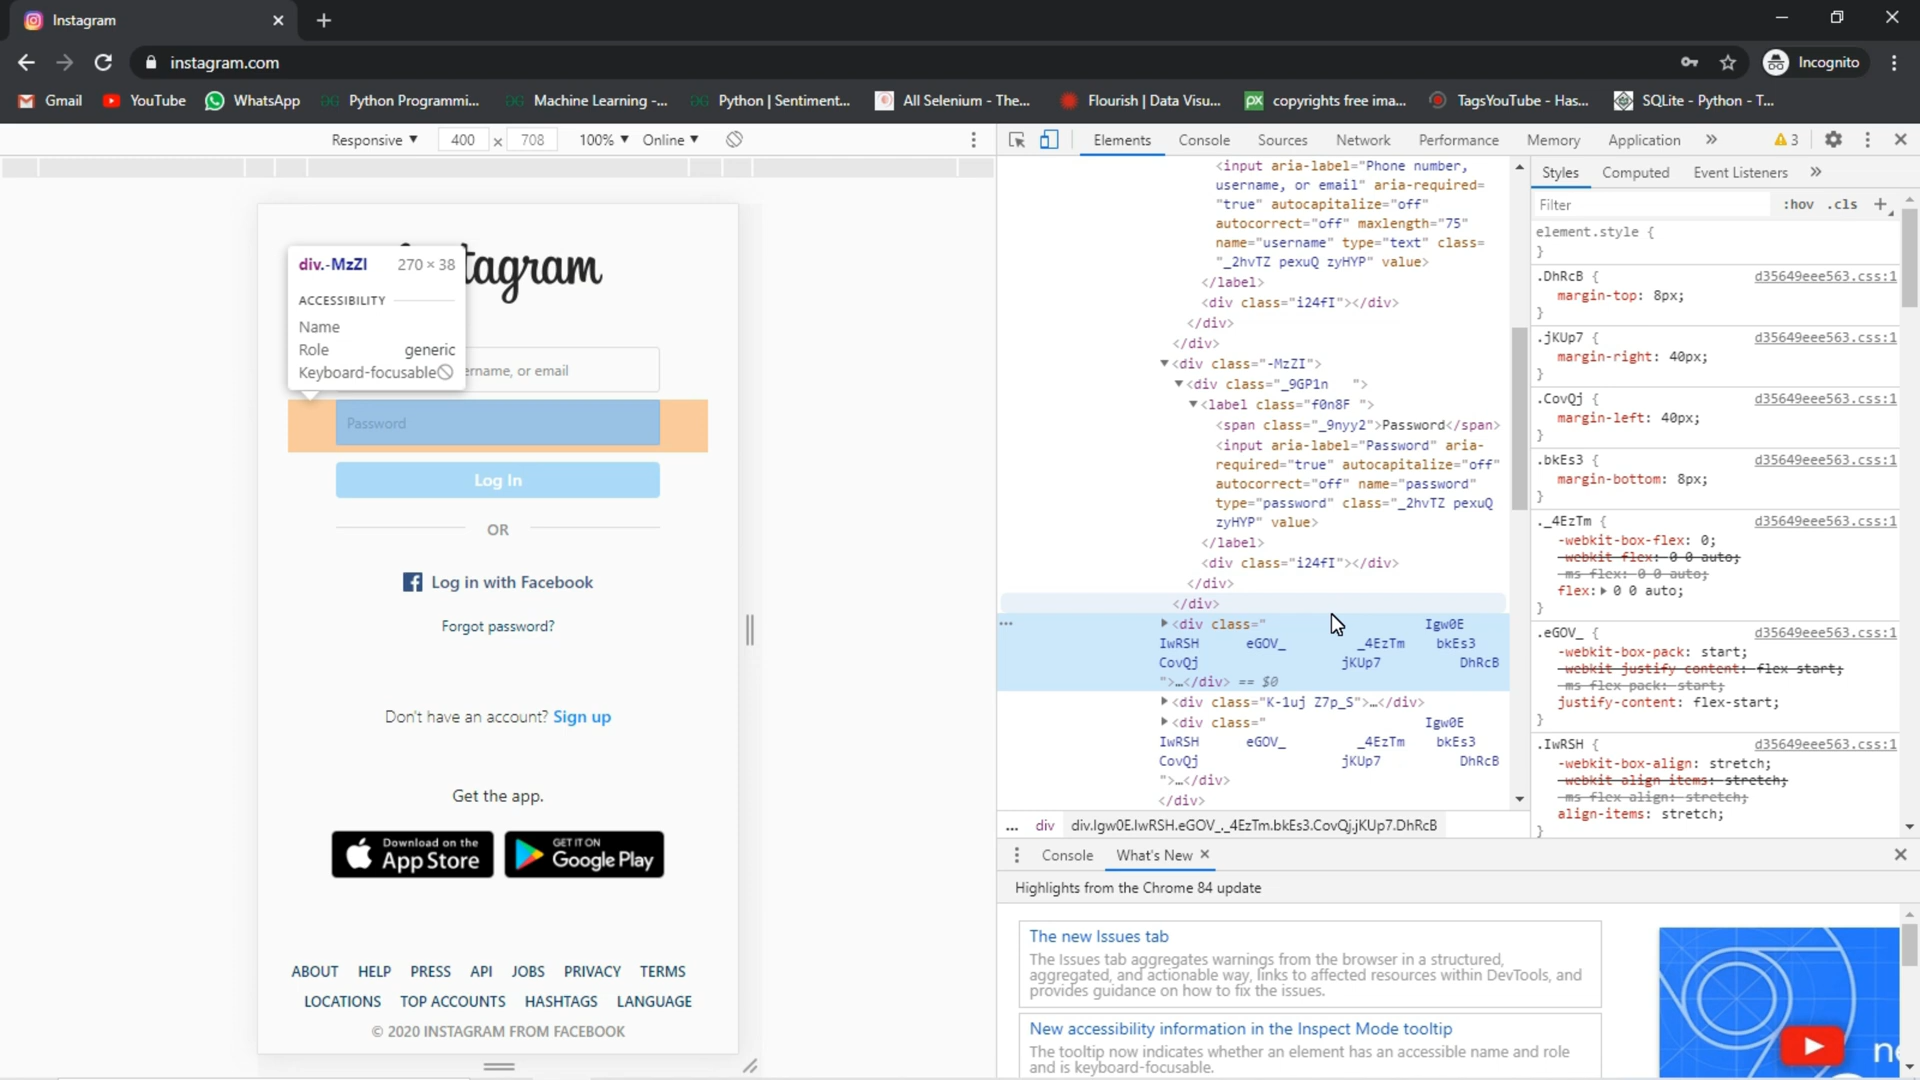 Instagram
instagram.com
Incognito
Gmail
YouTube
WhatsApp
Python Programmi...
Machine Learning -...
Python | Sentiment...
All Selenium - The...
Flourish | Data Visu...
copyrights free ima...
TagsYouTube - Has...
SQLite - Python - T...
Responsive
400 x 708
100%
Online
Elements
Console
Sources
Network
Performance
Memory
Application
3
div.-MzZI 270 × 38
ACCESSIBILITY
Name
Role generic
Keyboard-focusable
tagram
ername, or email
Password
Log In
OR
Log in with Facebook
Forgot password?
Don't have an account? Sign up
Get the app.
Download on the
App Store
GET IT ON
Google Play
ABOUT HELP PRESS API JOBS PRIVACY TERMS
LOCATIONS TOP ACCOUNTS HASHTAGS LANGUAGE
© 2020 INSTAGRAM FROM FACEBOOK
<input aria-label="Phone number,
username, or email" aria-required=
"true" autocapitalize="off"
autocorrect="off" maxlength="75"
name="username" type="text" class=
"_2hvTZ pexuQ zyHYP" value>
</label>
<div class="i24fI"></div>
</div>
</div>
<div class="-MzZI">
<div class="_9GP1n   ">
<label class="f0n8F ">
<span class="_9nyy2">Password</span>
<input aria-label="Password" aria-
required="true" autocapitalize="off"
autocorrect="off" name="password"
type="password" class="_2hvTZ pexuQ
zyHYP" value>
</label>
<div class="i24fI"></div>
</div>
</div>
<div class=" Igw0E
IwRSH eGOV_ _4EzTm bkEs3
CovQj jKUp7 DhRcB
">…</div> == $0
<div class="K-1uj Z7p_S">…</div>
<div class=" Igw0E
IwRSH eGOV_ _4EzTm bkEs3
CovQj jKUp7 DhRcB
">…</div>
</div>
... div div.Igw0E.IwRSH.eGOV_._4EzTm.bkEs3.CovQj.jKUp7.DhRcB
Styles
Computed
Event Listeners
Filter
:hov .cls +
element.style {
}
.DhRcB { d35649eee563.css:1
margin-top: 8px;
}
.jKUp7 { d35649eee563.css:1
margin-right: 40px;
}
.CovQj { d35649eee563.css:1
margin-left: 40px;
}
.bkEs3 { d35649eee563.css:1
margin-bottom: 8px;
}
._4EzTm { d35649eee563.css:1
-webkit-box-flex: 0;
-webkit-flex: 0 0 auto;
-ms-flex: 0 0 auto;
flex: 0 0 auto;
}
.eGOV_ { d35649eee563.css:1
-webkit-box-pack: start;
-webkit-justify-content: flex-start;
-ms-flex-pack: start;
justify-content: flex-start;
}
.IwRSH { d35649eee563.css:1
-webkit-box-align: stretch;
-webkit-align-items: stretch;
-ms-flex-align: stretch;
align-items: stretch;
}
Console
What's New
Highlights from the Chrome 84 update
The new Issues tab
The Issues tab aggregates warnings from the browser in a structured,
aggregated, and actionable way, links to affected resources within DevTools, and
provides guidance on how to fix the issues.
New accessibility information in the Inspect Mode tooltip
The tooltip now indicates whether an element has an accessible name and role
and is keyboard-focusable.